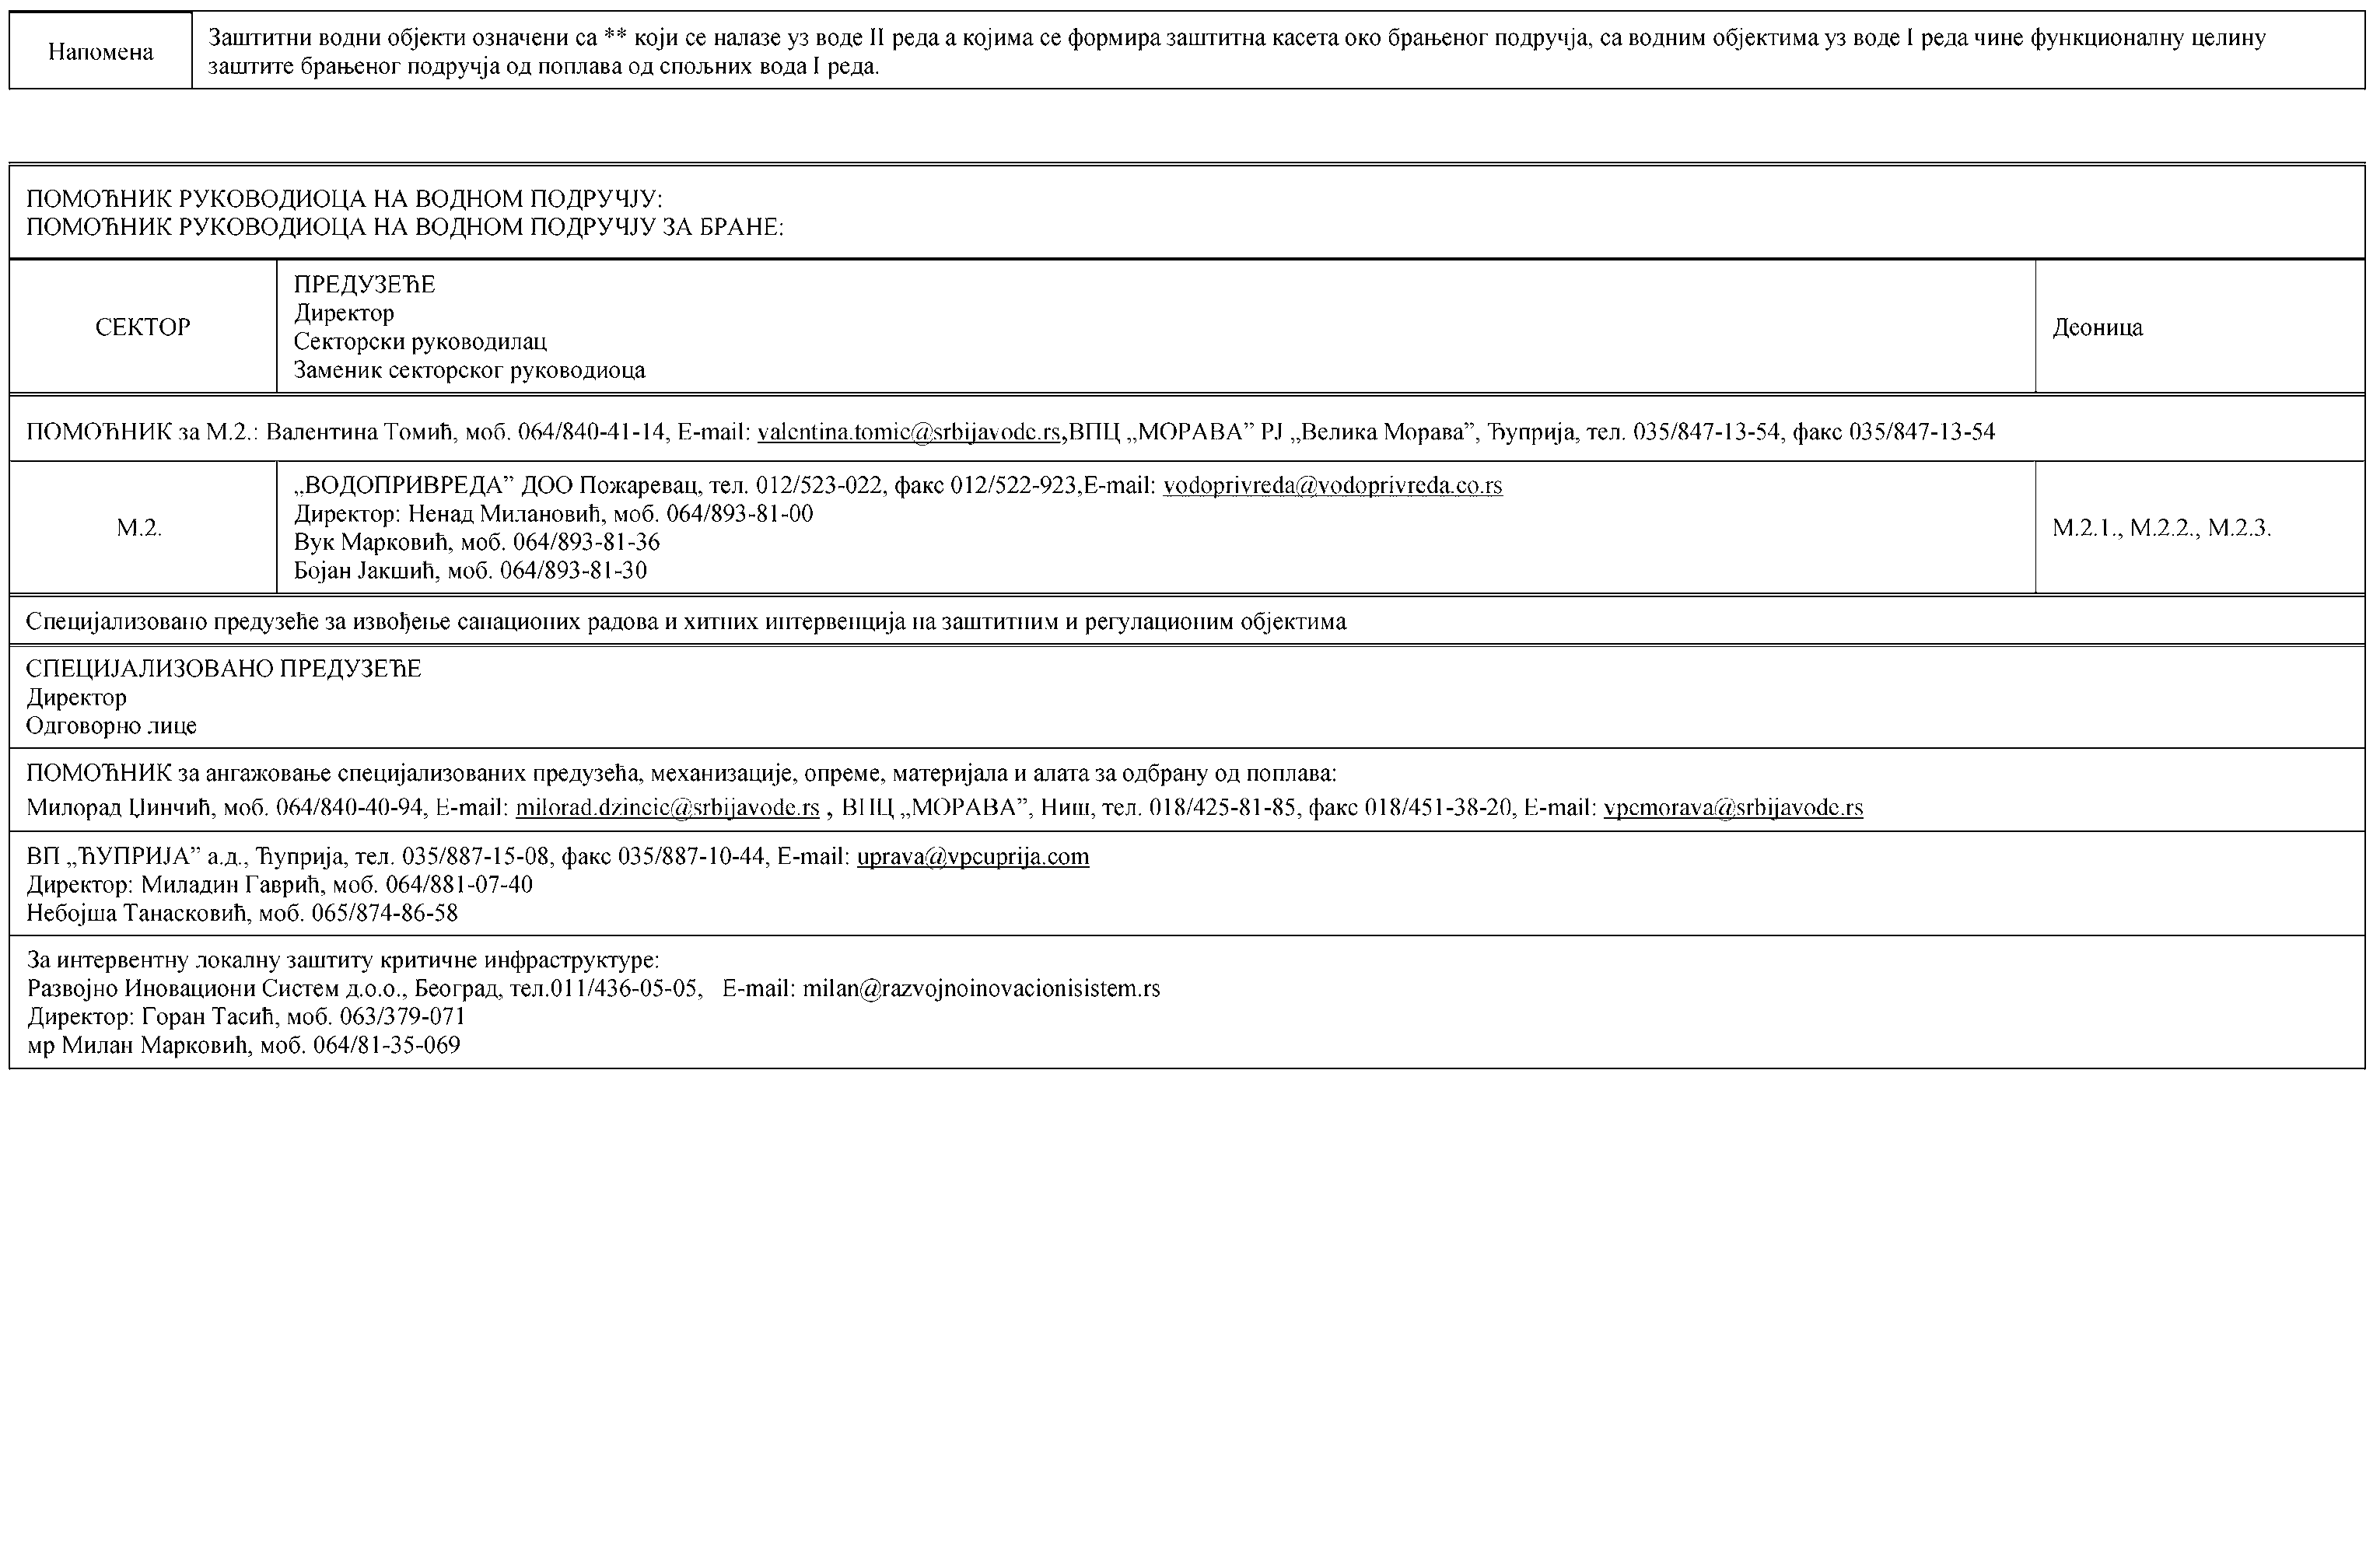 Напомена
Заштитни водни објекти означени са ** који се налазе уз воде II реда а којима се формира заштитна касета око брањеног подручја, са водним објектима уз воде I реда чине функционалну целину
заштите брањеног подручја од поплава од спољних вода I реда.
ПОМОЋНИК РУКОВОДИОЦА НА ВОДНОМ ПОДРУЧЈУ:
ПОМОЋНИК РУКОВОДИОЦА НА ВОДНОМ ПОДРУЧЈУ ЗА БРАНЕ:
СЕКТОР
ПРЕДУЗЕЋЕ
Директор
Секторски руководилац
Заменик секторског руководиоца
Деоница
ПОМОЋНИК за М.2.: Валентина Томић, моб. 064/840-41-14, E-mail: valentina.tomic@srbijavode.rs,ВПЦ „МОРАВА” РЈ „Велика Морава”, Ћуприја, тел. 035/847-13-54, факс 035/847-13-54
М.2.
„ВОДОПРИВРЕДА” ДОО Пожаревац, тел. 012/523-022, факс 012/522-923,E-mail: vodoprivreda@vodoprivreda.co.rs
Директор: Ненад Милановић, моб. 064/893-81-00
Вук Марковић, моб. 064/893-81-36
Бојан Јакшић, моб. 064/893-81-30
М.2.1., М.2.2., М.2.3.
Специјализовано предузеће за извођење санационих радова и хитних интервенција на заштитним и регулационим објектима
СПЕЦИЈАЛИЗОВАНО ПРЕДУЗЕЋЕ
Директор
Одговорно лице
ПОМОЋНИК за ангажовање специјализованих предузећа, механизације, опреме, материјала и алата за одбрану од поплава:
Милорад Џинчић, моб. 064/840-40-94, E-mail: milorad.dzincic@srbijavode.rs , ВПЦ „МОРАВА”, Ниш, тел. 018/425-81-85, факс 018/451-38-20, E-mail: vpcmorava@srbijavode.rs
ВП „ЋУПРИЈА” а.д., Ћуприја, тел. 035/887-15-08, факс 035/887-10-44, E-mail: uprava@vpcuprija.com
Директор: Миладин Гаврић, моб. 064/881-07-40
Небојша Танасковић, моб. 065/874-86-58
За интервентну локалну заштиту критичне инфраструктуре:
Развојно Иновациони Систем д.о.о., Београд, тел.011/436-05-05, E-mail: milan@razvojnoinovacionisistem.rs
Директор: Горан Тасић, моб. 063/379-071
мр Милан Марковић, моб. 064/81-35-069